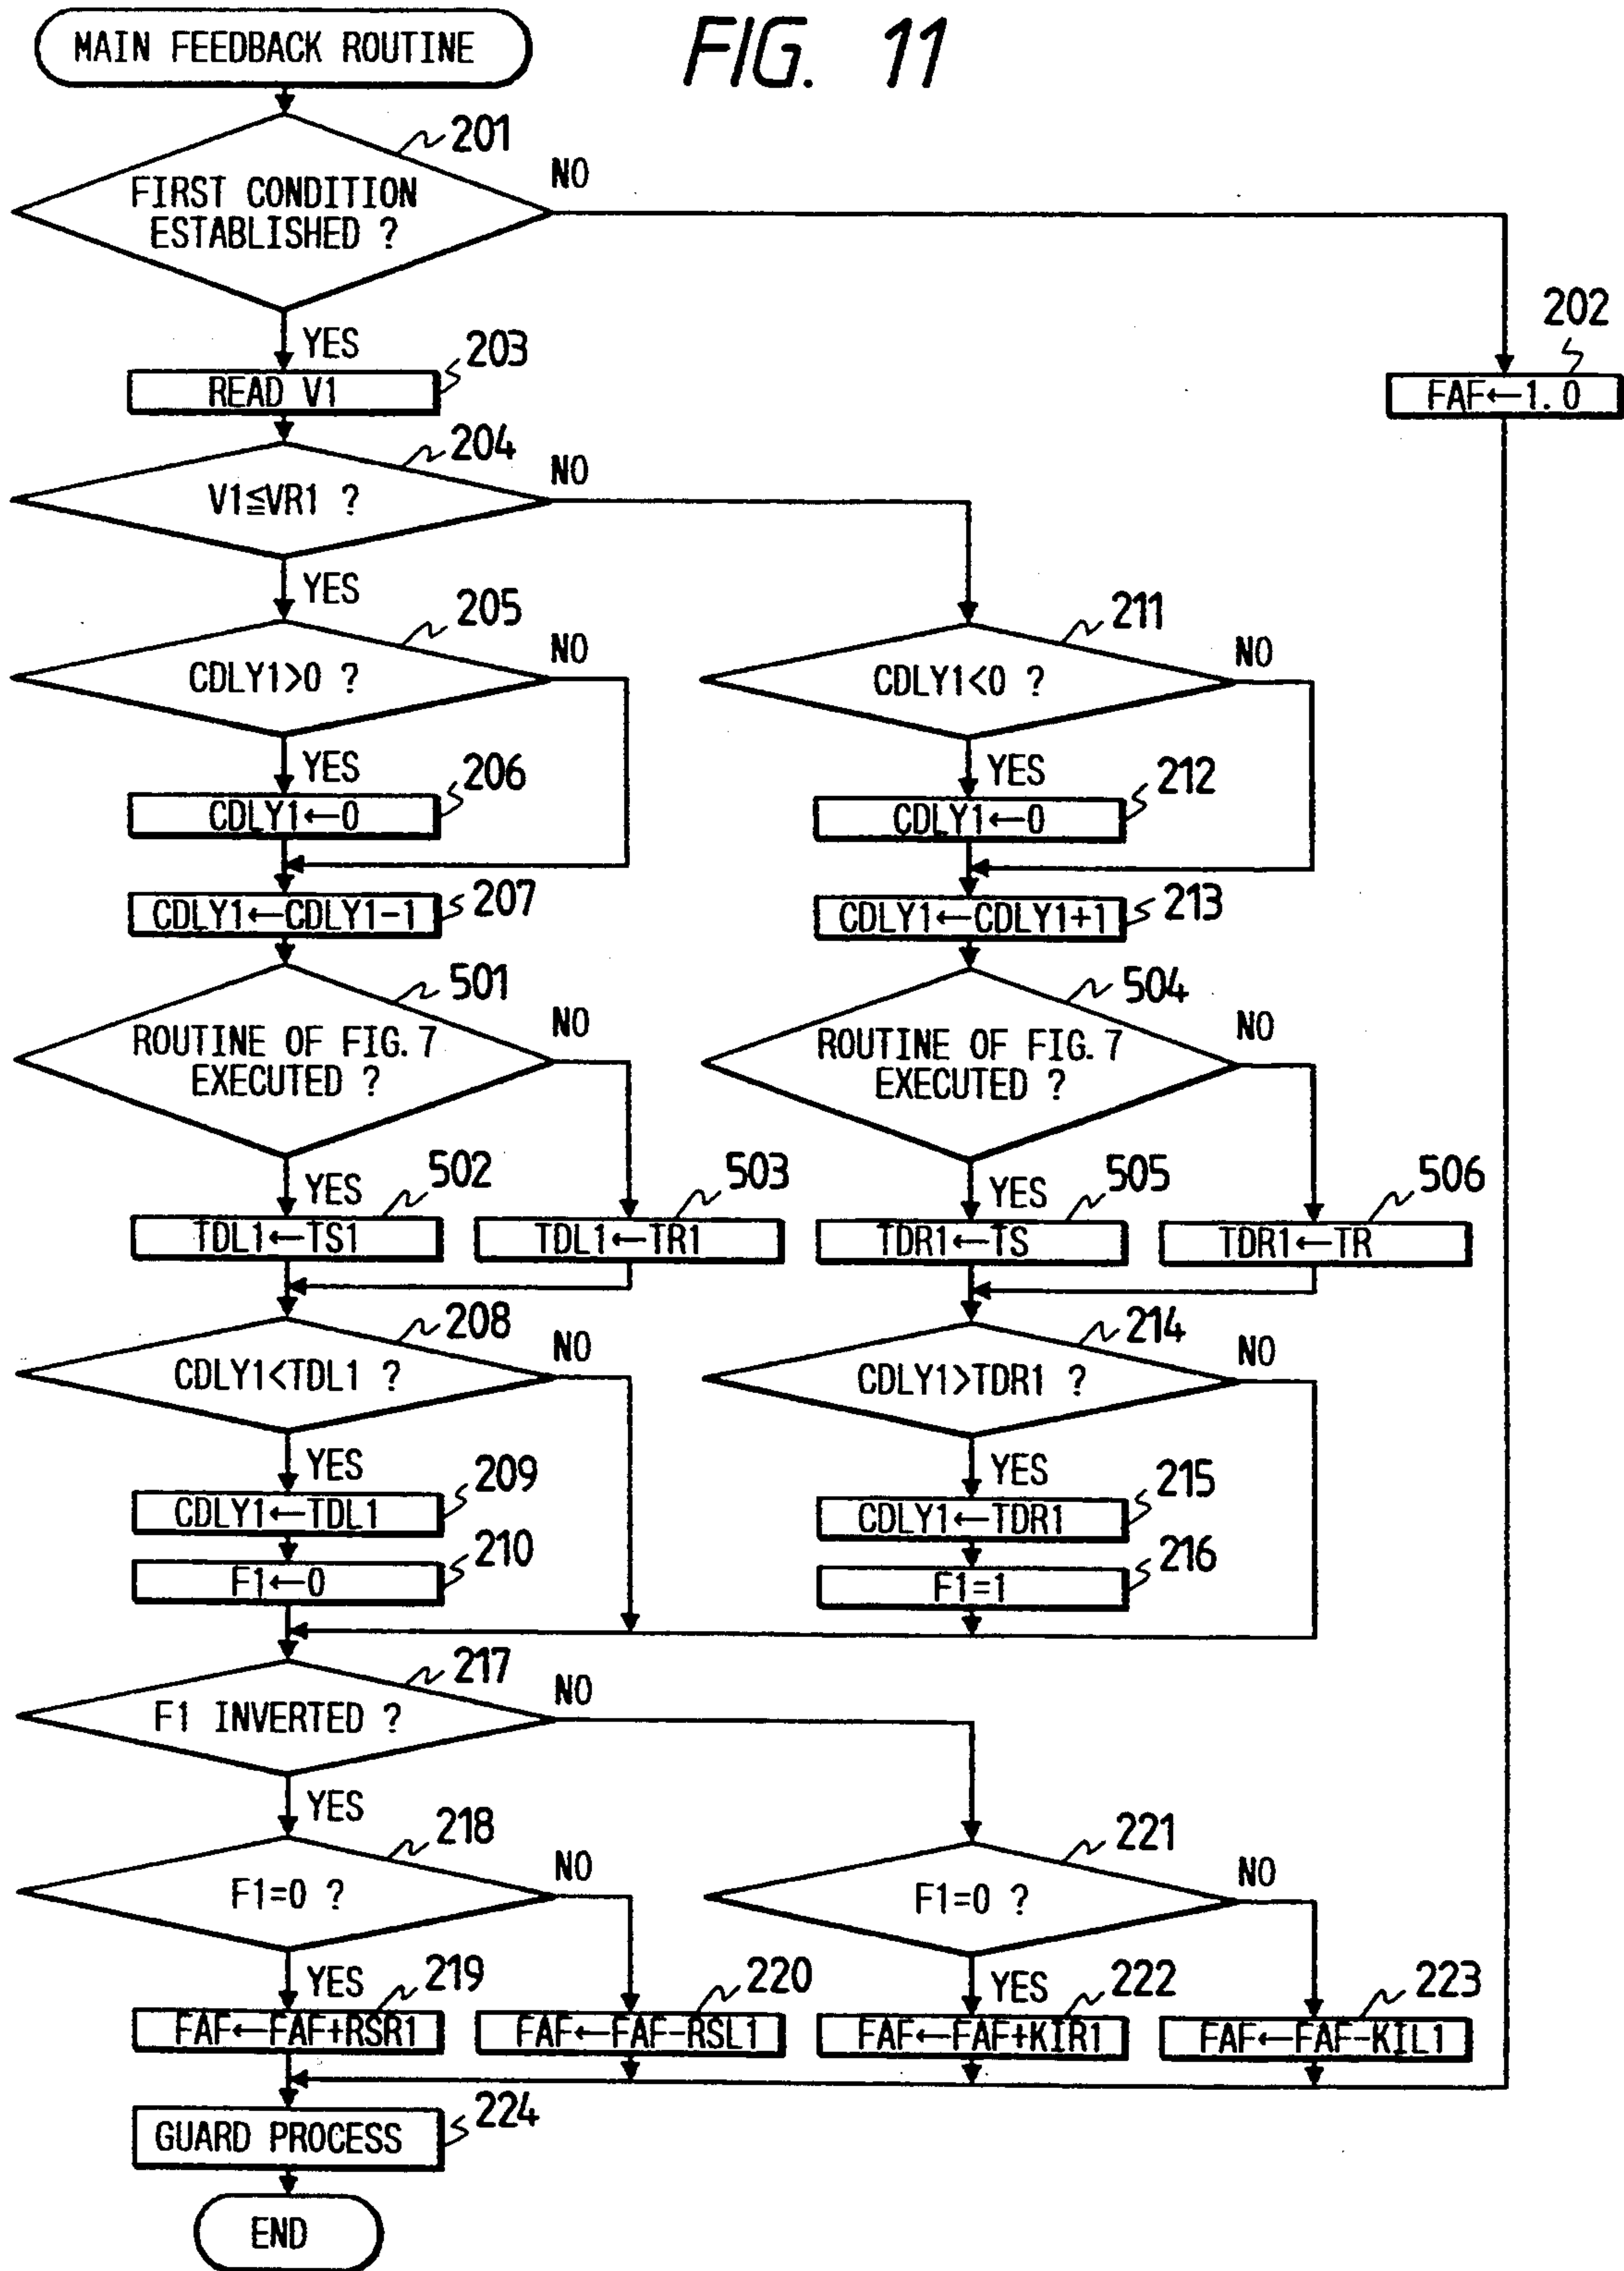 FIG. 11
MAIN FEEDBACK ROUTINE
201
FIRST CONDITION
ESTABLISHED ?
NO
YES
202
FAF←1.0
203
READ V1
204
V1≦VR1 ?
NO
YES
205
CDLY1>0 ?
NO
YES
206
CDLY1←0
207
CDLY1←CDLY1-1
211
CDLY1<0 ?
NO
YES
212
CDLY1←0
213
CDLY1←CDLY1+1
501
ROUTINE OF FIG. 7
EXECUTED ?
NO
YES
502
TDL1←TS1
503
TDL1←TR1
504
ROUTINE OF FIG. 7
EXECUTED ?
NO
YES
505
TDR1←TS
506
TDR1←TR
208
CDLY1<TDL1 ?
NO
YES
209
CDLY1←TDL1
210
F1←0
214
CDLY1>TDR1 ?
NO
YES
215
CDLY1←TDR1
216
F1=1
217
F1 INVERTED ?
NO
YES
218
F1=0 ?
NO
YES
219
FAF←FAF+RSR1
220
FAF←FAF-RSL1
221
F1=0 ?
NO
YES
222
FAF←FAF+KIR1
223
FAF←FAF-KIL1
224
GUARD PROCESS
END